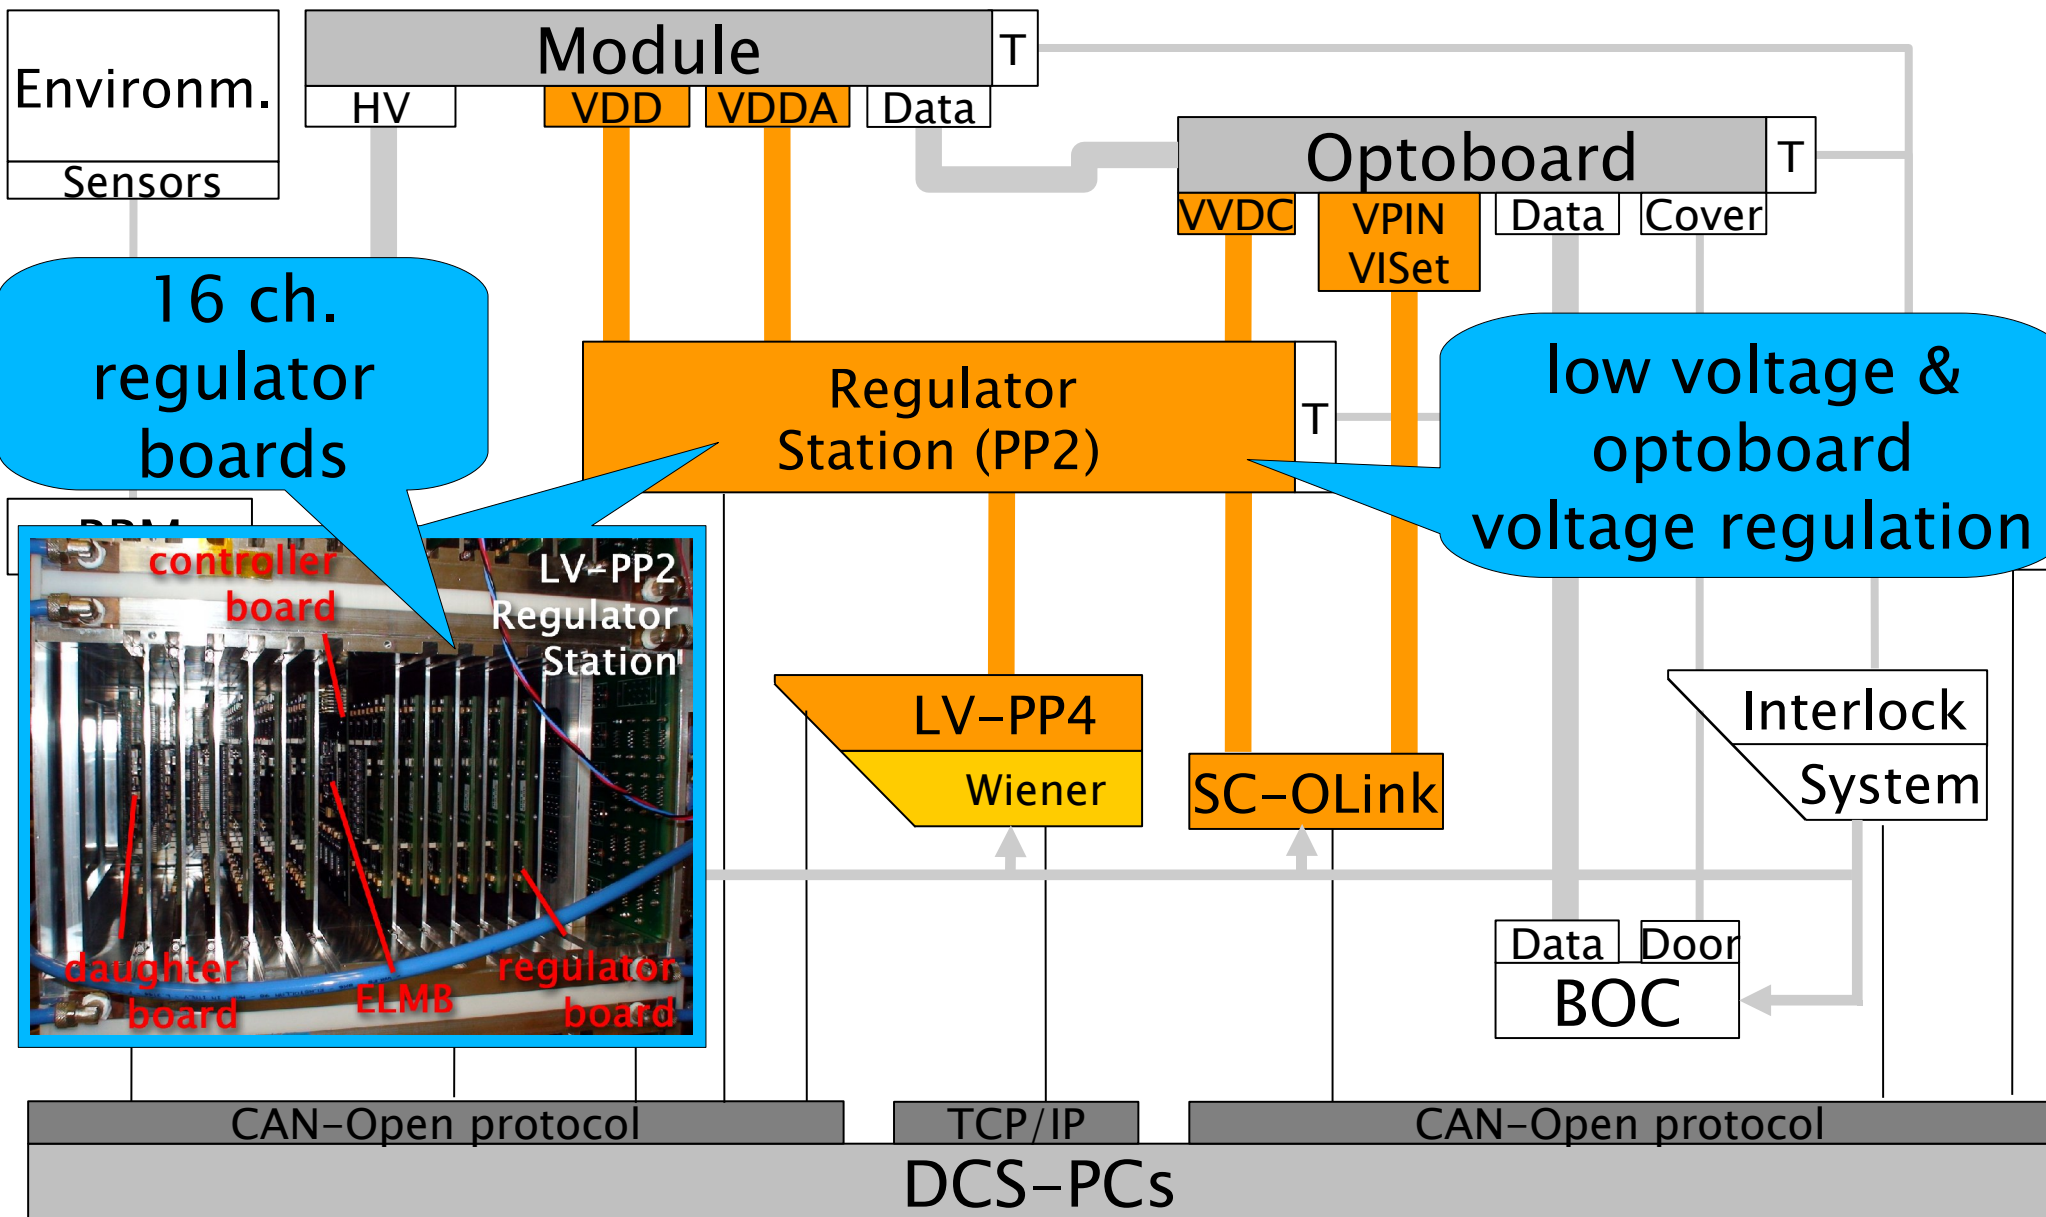 Environm.
Sensors
Module
T
HV
VDD
VDDA
Data
Optoboard
T
VVDC
VPIN
VISet
Data
Cover
16 ch.
regulator
boards
Regulator
Station (PP2)
T
low voltage &
optoboard
voltage regulation
controller
board
LV-PP2
Regulator
Station
daughter
board
ELMB
regulator
board
LV-PP4
Wiener
SC-OLink
Interlock
System
Data
Door
BOC
CAN-Open protocol
TCP/IP
CAN-Open protocol
DCS-PCs